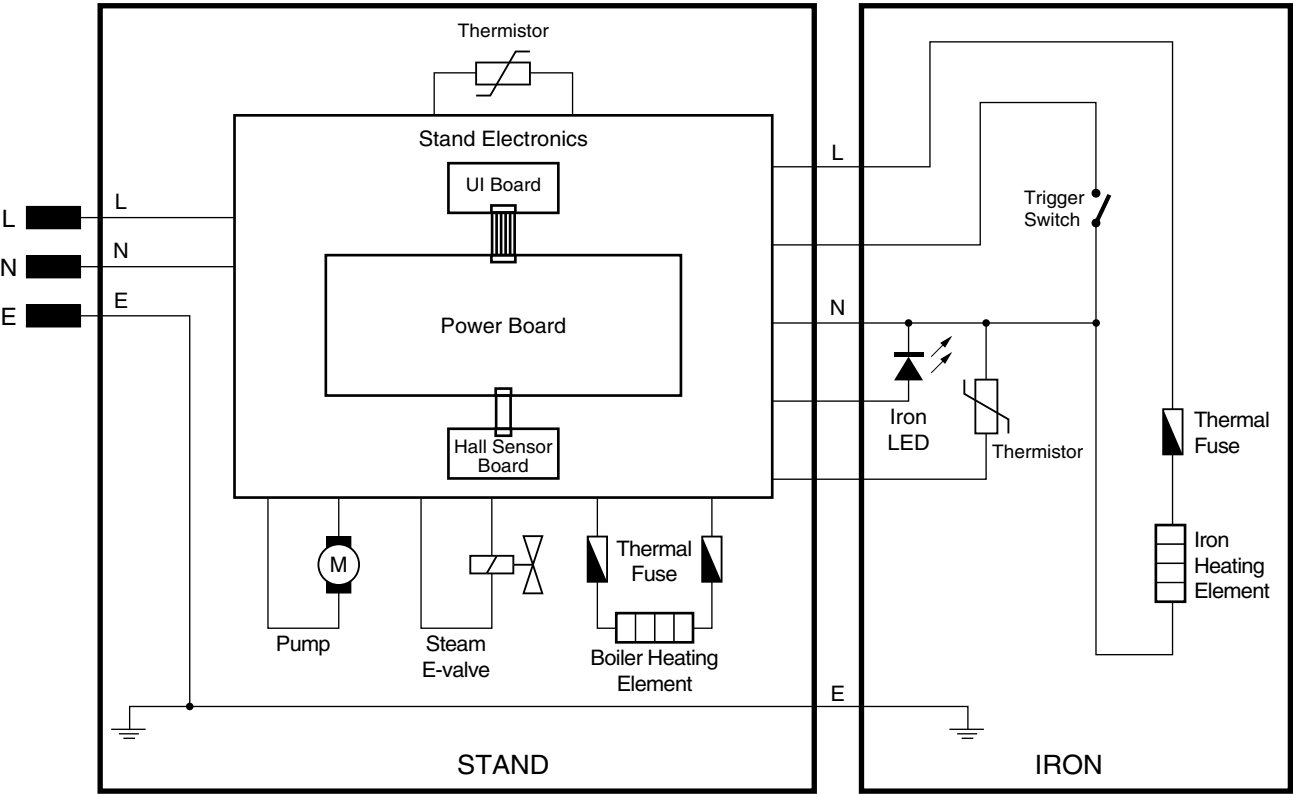 Thermistor
Stand Electronics
UI Board
Power Board
Hall Sensor
Board
L
L
N
N
E
E
Pump
M
Steam
E-valve
Thermal
Fuse
Boiler Heating
Element
STAND
L
N
E
Trigger
Switch
Iron
LED
Thermistor
Thermal
Fuse
Iron
Heating
Element
IRON